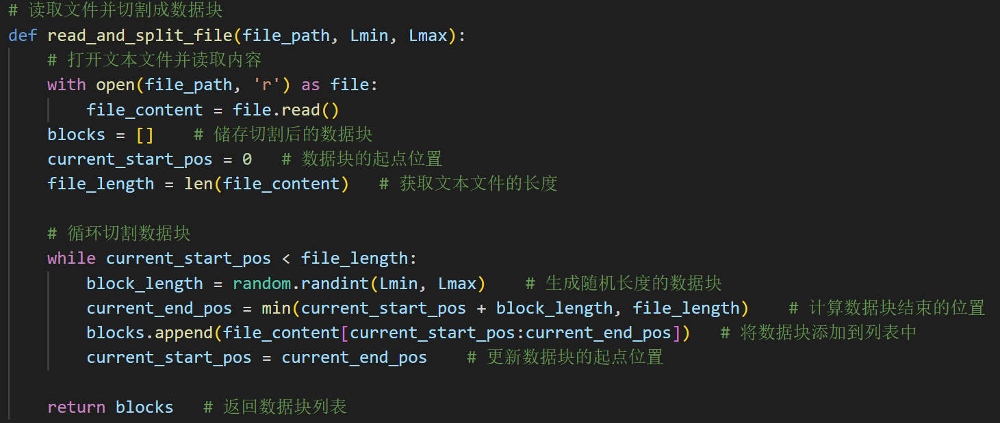 # 读取文件并切割成数据块
def read_and_split_file(file_path, Lmin, Lmax):
    # 打开文本文件并读取内容
    with open(file_path, 'r') as file:
        file_content = file.read()
    blocks = []    # 储存切割后的数据块
    current_start_pos = 0   # 数据块的起点位置
    file_length = len(file_content)   # 获取文本文件的长度

    # 循环切割数据块
    while current_start_pos < file_length:
        block_length = random.randint(Lmin, Lmax)    # 生成随机长度的数据块
        current_end_pos = min(current_start_pos + block_length, file_length)    # 计算数据块结束的位置
        blocks.append(file_content[current_start_pos:current_end_pos])   # 将数据块添加到列表中
        current_start_pos = current_end_pos    # 更新数据块的起点位置

    return blocks   # 返回数据块列表